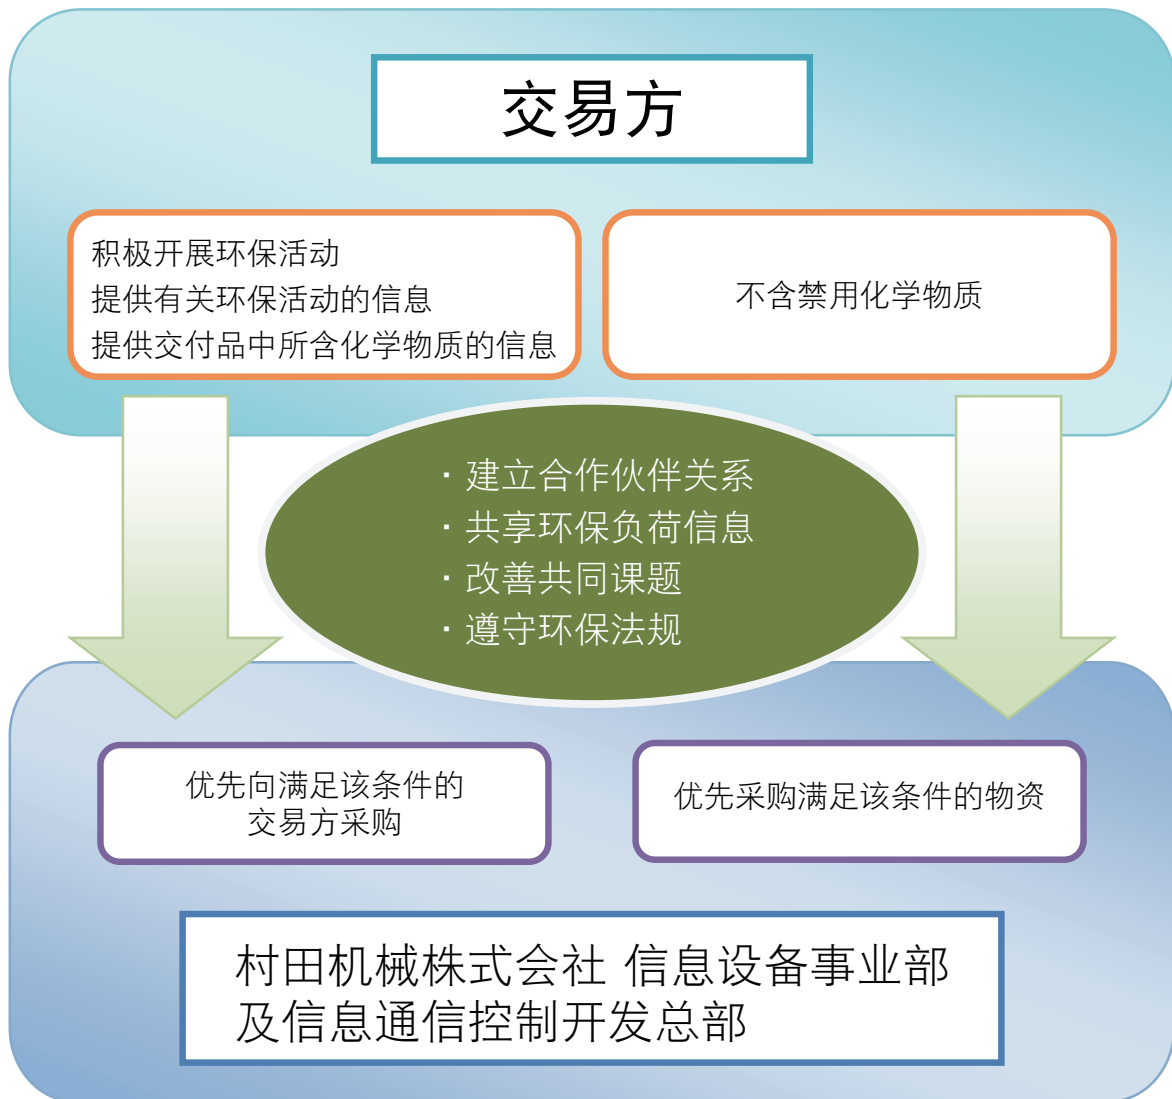 交易方
积极开展环保活动
提供有关环保活动的信息
提供交付品中所含化学物质的信息
不含禁用化学物质
・建立合作伙伴关系
・共享环保负荷信息
・改善共同课题
・遵守环保法规
优先向满足该条件的
交易方采购
优先采购满足该条件的物资
村田机械株式会社 信息设备事业部
及信息通信控制开发总部